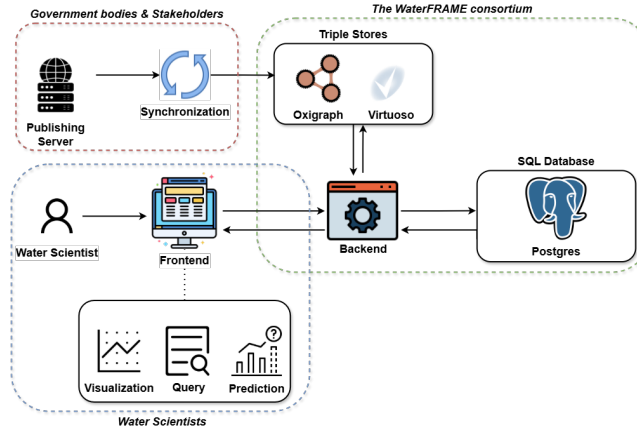 Government bodies & Stakeholders
The WaterFRAME consortium
Triple Stores
Oxigraph
Virtuoso
Publishing
Server
Synchronization
SQL Database
Postgres
Water Scientist
Frontend
Backend
?
Visualization
Query
Prediction
Water Scientists